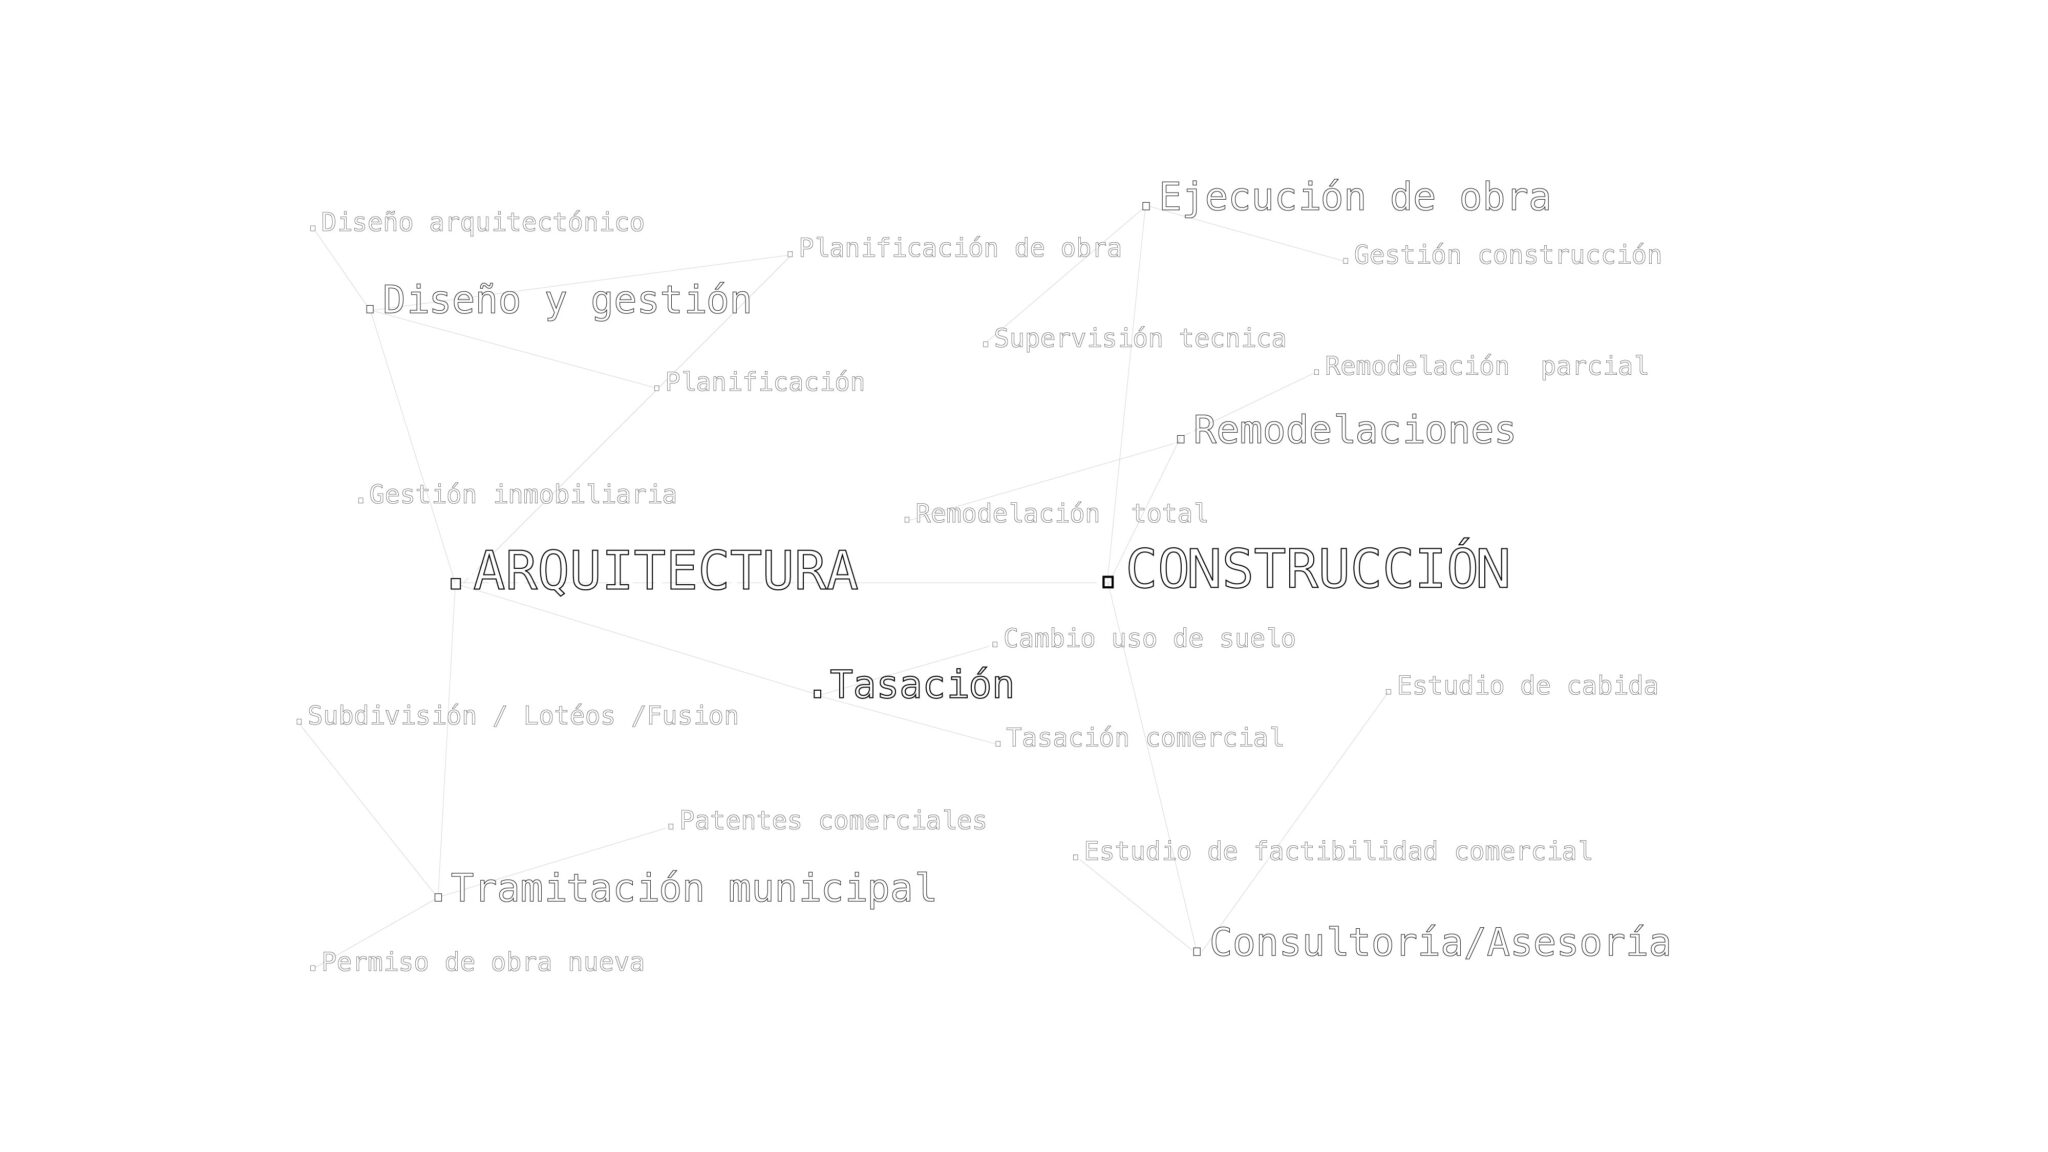 .Ejecución de obra
.Diseño arquitectónico
.Planificación de obra
.Gestión construcción
.Diseño y gestión
.Supervisión tecnica
.Remodelación  parcial
.Planificación
.Remodelaciones
.Gestión inmobiliaria
.Remodelación  total
.ARQUITECTURA
CONSTRUCCIÓN
.Cambio uso de suelo
.Tasación
.Estudio de cabida
.Subdivisión / Lotéos /Fusion
.Tasación comercial
.Patentes comerciales
.Estudio de factibilidad comercial
.Tramitación municipal
.Consultoría/Asesoría
.Permiso de obra nueva